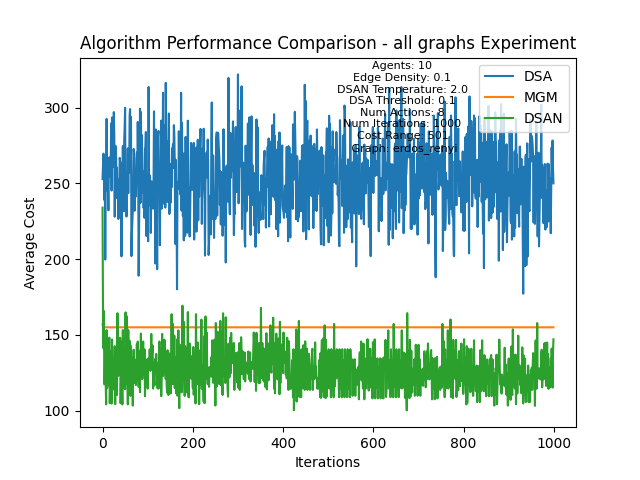 Algorithm Performance Comparison - all graphs Experiment
Agents: 10
Edge Density: 0.1
DSAN Temperature: 2.0
DSA Threshold: 0.1
Num Actions: 8
Num Iterations: 1000
Cost Range: 501
Graph: erdos_renyi
DSA
MGM
DSAN
Average Cost
300
250
200
150
100
0
200
400
600
800
1000
Iterations